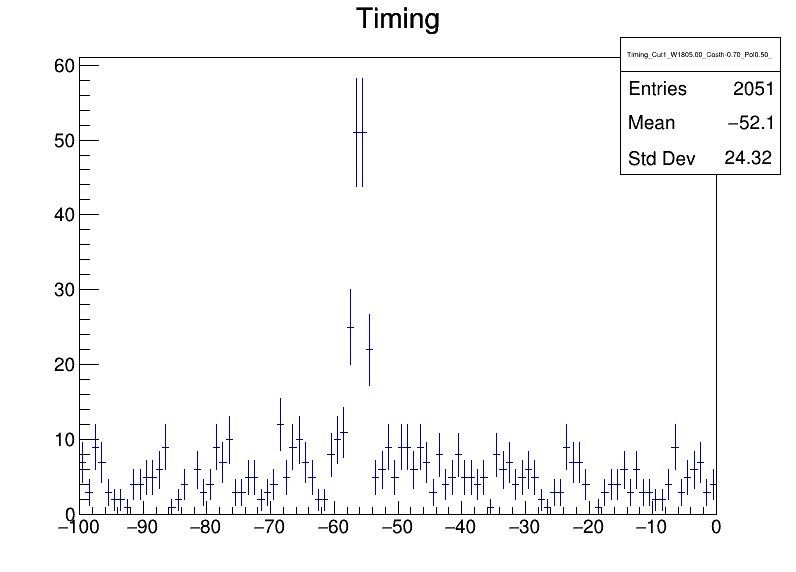 Timing
Timing_Cut1_W1805.00_Costh-0.70_Pol0.50_
Entries 2051
Mean −52.1
Std Dev 24.32
60
50
40
30
20
10
0
−100 −90 −80 −70 −60 −50 −40 −30 −20 −10 0